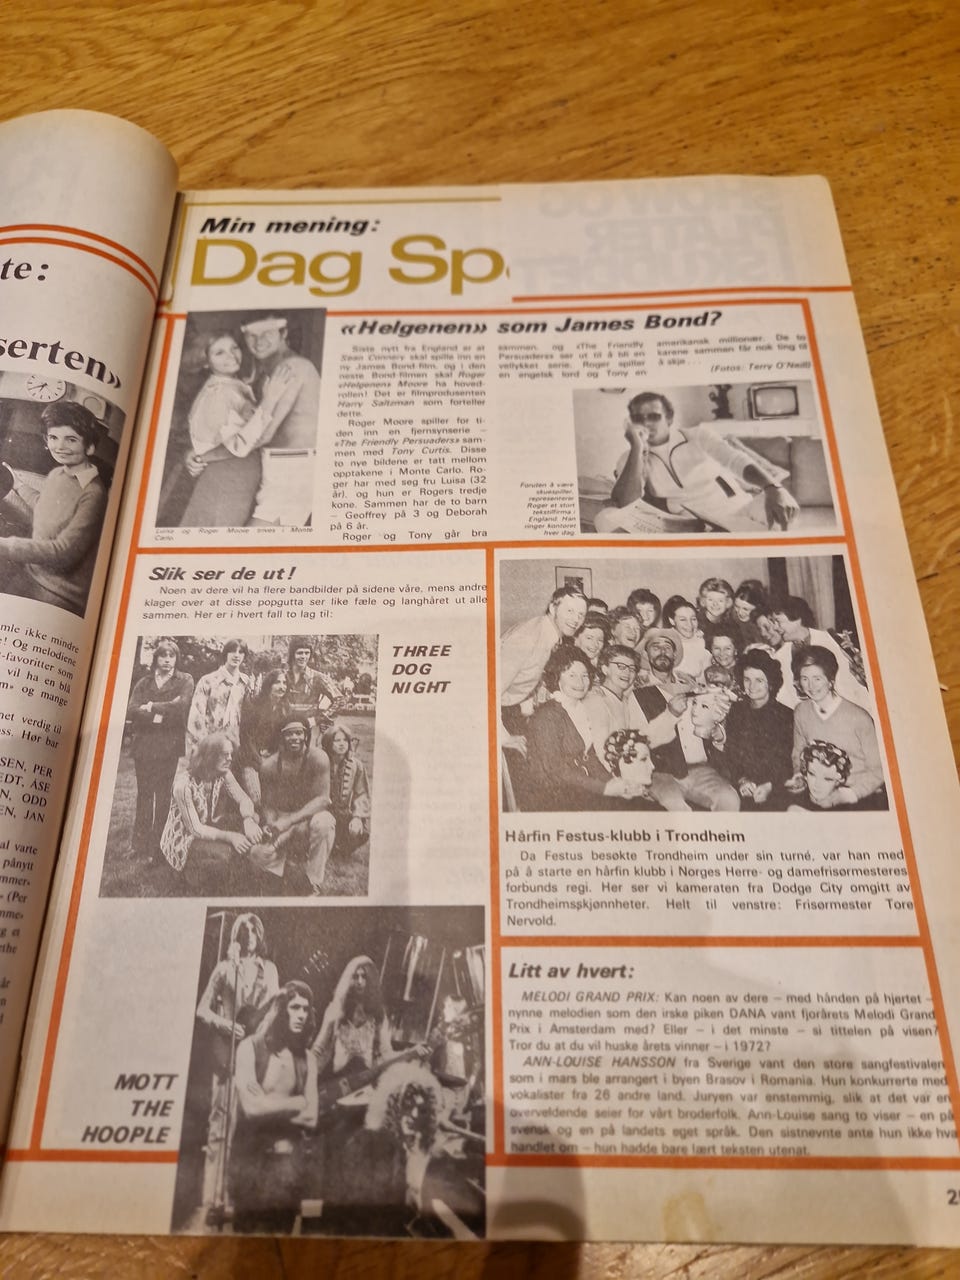 te:
serten»
mle ikke mindre
e! Og melodiene
-favoritter som
vil ha en blå
m» og mange
net verdig til
ss. Hør bar
SEN, PER
EDT, ÅSE
N, ODD
EN, JAN
al varte
pånytt
mmer-
(Per
mme-
g et
ethe
Min mening:
Dag Sp
SHOW OG
PLATER
«Helgenen» som James Bond?
Siste nytt fra England er at
Sean Connery skal spille inn en
ny James Bond-film, og i den
neste Bond-filmen skal Roger
«Helgenen» Moore ha hoved-
rollen! Det er filmprodusenten
Harry Saltzman som forteller
dette.
Roger Moore spiller for ti-
den inn en fjernsynserie –
«The Friendly Persuaders» sam-
men med Tony Curtis. Disse
to nye bildene er tatt mellom
opptakene i Monte Carlo. Ro-
ger har med seg fru Luisa (32
år), og hun er Rogers tredje
kone. Sammen har de to barn
– Geoffrey på 3 og Deborah
på 6 år.
Roger og Tony går bra
sammen, og «The Friendly
Persuaders» ser ut til å bli en
vellykket serie. Roger spiller
en engelsk lord og Tony en
amerikansk millionær. De to
karene sammen får nok ting til
å skje . . .
(Fotos: Terry O'Neill)
Luisa og Roger Moore trives i Monte
Carlo.
Foruten å være
skuespiller,
representerer
Roger et stort
tekstilfirma i
England. Han
ringer kontoret
hver dag.
Slik ser de ut!
Noen av dere vil ha flere bandbilder på sidene våre, mens andre
klager over at disse popgutta ser like fæle og langhåret ut alle
sammen. Her er i hvert fall to lag til:
THREE
DOG
NIGHT
MOTT
THE
HOOPLE
Hårfin Festus-klubb i Trondheim
Da Festus besøkte Trondheim under sin turné, var han med
på å starte en hårfin klubb i Norges Herre- og damefrisørmesteres
forbunds regi. Her ser vi kameraten fra Dodge City omgitt av
Trondheimsskjønnheter. Helt til venstre: Frisørmester Tore
Nervold.
Litt av hvert:
MELODI GRAND PRIX: Kan noen av dere – med hånden på hjertet –
nynne melodien som den irske piken DANA vant fjorårets Melodi Grand
Prix i Amsterdam med? Eller – i det minste – si tittelen på visen?
Tror du at du vil huske årets vinner – i 1972?
ANN-LOUISE HANSSON fra Sverige vant den store sangfestivalen
som i mars ble arrangert i byen Brasov i Romania. Hun konkurrerte med
vokalister fra 26 andre land. Juryen var enstemmig, slik at det var en
overveldende seier for vårt broderfolk. Ann-Louise sang to viser – en på
svensk og en på landets eget språk. Den sistnevnte ante hun ikke hva
handlet om – hun hadde bare lært teksten utenat.